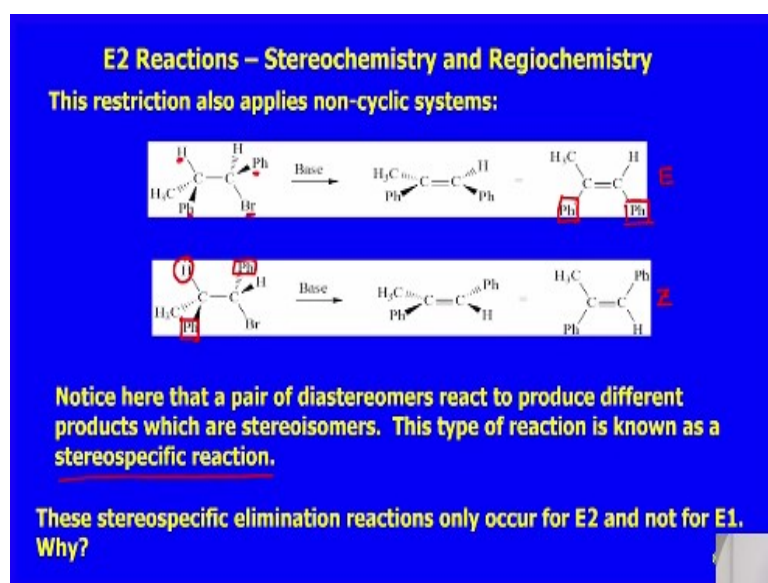 E2 Reactions – Stereochemistry and Regiochemistry
This restriction also applies non-cyclic systems:
H H
Ph
Base
H₃C C C
Ph Br
H₃C H
C C
Ph Ph
H₃C H
C C
Ph Ph
E
H Ph
H
Base
H₃C C C
Ph Br
H₃C Ph
C C
Ph H
H₃C Ph
C C
Ph H
Z
Notice here that a pair of diastereomers react to produce different
products which are stereoisomers. This type of reaction is known as a
stereospecific reaction.
These stereospecific elimination reactions only occur for E2 and not for E1.
Why?